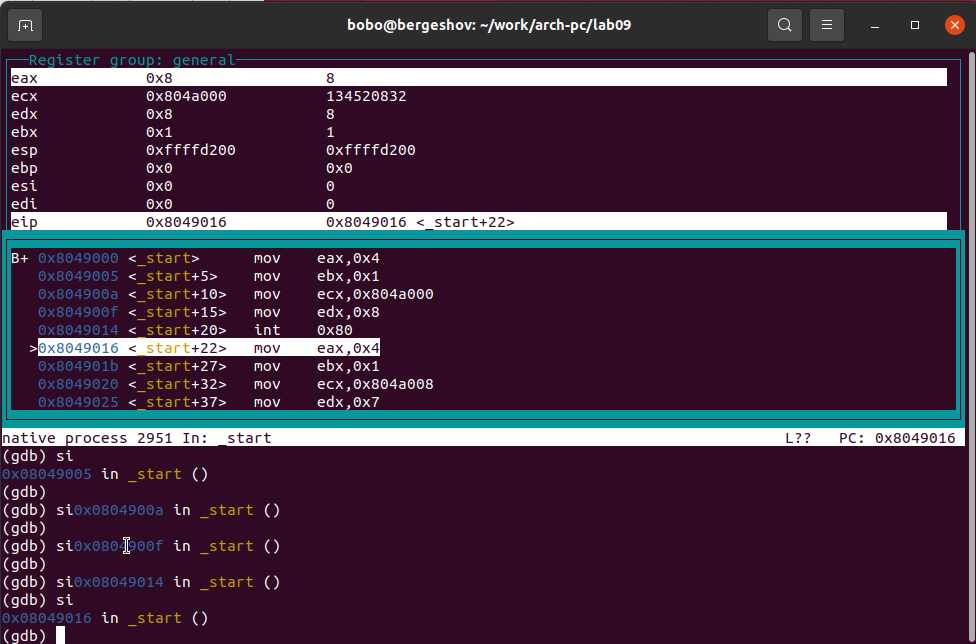 bobo@bergeshov: ~/work/arch-pc/lab09
Register group: general
eax 0x8 8
ecx 0x804a000 134520832
edx 0x8 8
ebx 0x1 1
esp 0xffffd200 0xffffd200
ebp 0x0 0x0
esi 0x0 0
edi 0x0 0
eip 0x8049016 0x8049016 <_start+22>
B+ 0x8049000 <_start> mov eax,0x4
0x8049005 <_start+5> mov ebx,0x1
0x804900a <_start+10> mov ecx,0x804a000
0x804900f <_start+15> mov edx,0x8
0x8049014 <_start+20> int 0x80
>0x8049016 <_start+22> mov eax,0x4
0x804901b <_start+27> mov ebx,0x1
0x8049020 <_start+32> mov ecx,0x804a008
0x8049025 <_start+37> mov edx,0x7
native process 2951 In: _start L?? PC: 0x8049016
(gdb) si
0x08049005 in _start ()
(gdb)
(gdb) si0x0804900a in _start ()
(gdb)
(gdb) si0x0804900f in _start ()
(gdb)
(gdb) si0x08049014 in _start ()
(gdb) si
0x08049016 in _start ()
(gdb)